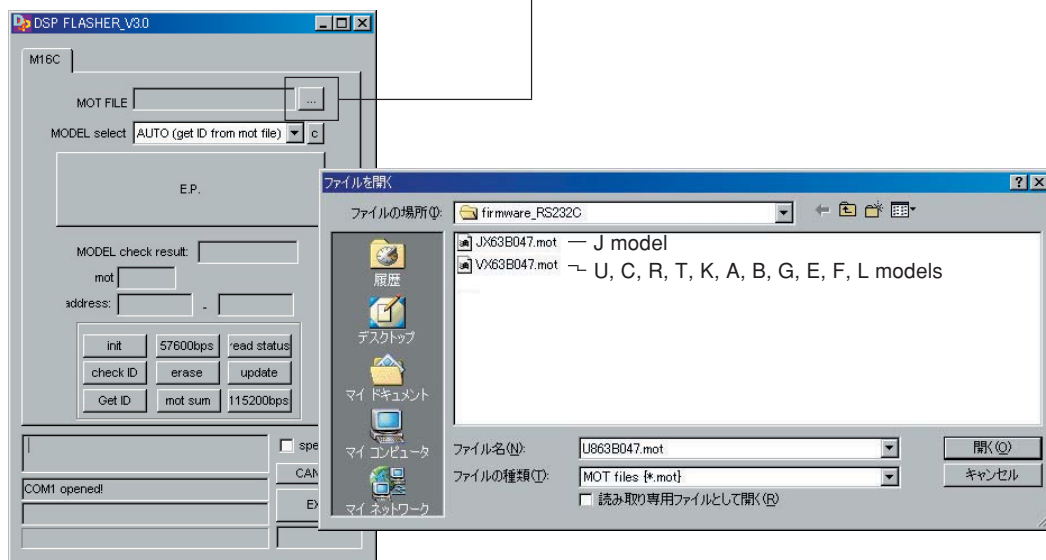 DSP FLASHER_V3.0
M16C
MOT FILE
...
MODEL select AUTO (get ID from mot file) c
E.P.
MODEL check result:
mot
address: -
init 57600bps read status
check ID erase update
Get ID mot sum 115200bps
spe
CAN
COM1 opened!
EX
ファイルを開く
ファイルの場所(I): firmware_RS232C
JX63B047.mot J model
VX63B047.mot U, C, R, T, K, A, B, G, E, F, L models
履歴
デスクトップ
マイ ドキュメント
マイ コンピュータ
マイ ネットワーク
ファイル名(N): U863B047.mot 開く(O)
ファイルの種類(T): MOT files {*.mot} キャンセル
読み取り専用ファイルとして開く(R)